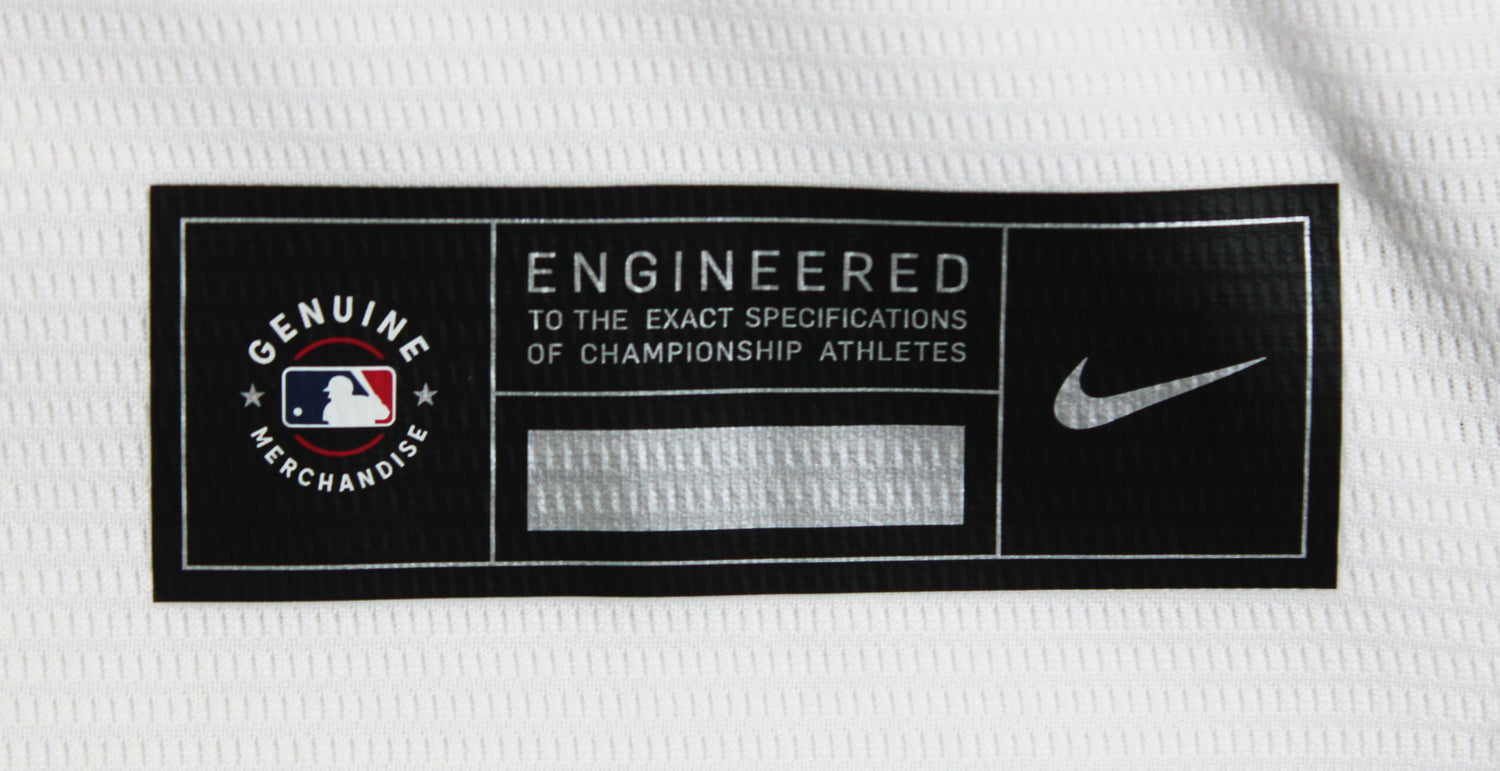 GENUINE
MERCHANDISE
ENGINEERED
TO THE EXACT SPECIFICATIONS
OF CHAMPIONSHIP ATHLETES